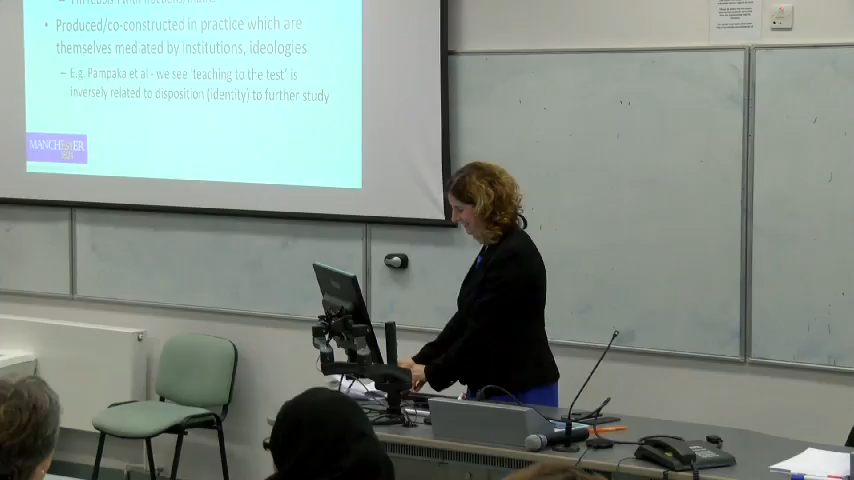 • Produced/co-constructed in practice which are
themselves mediated by institutions, ideologies
– E.g. Pampaka et al - we see 'teaching to the test' is
inversely related to disposition (identity) to further study
MANCHESTER
1824